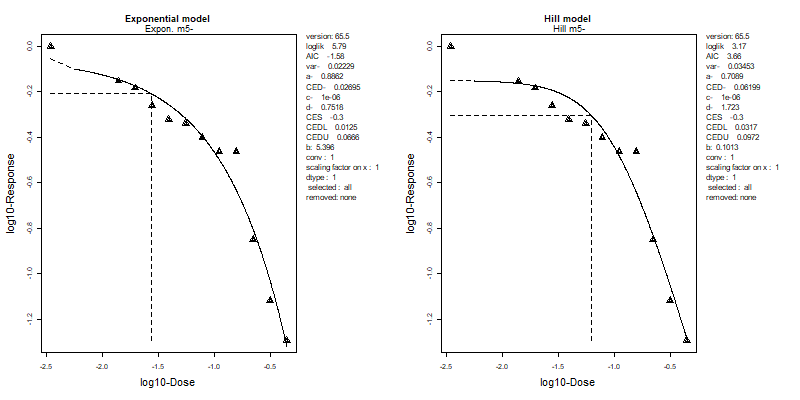 Exponential model
Expon. m5-
version: 65.5
loglik 5.79
AIC -1.58
var- 0.02229
a- 0.8862
CED- 0.02695
c- 1e-06
d- 0.7518
CES -0.3
CEDL 0.0125
CEDU 0.0666
b: 5.396
conv : 1
scaling factor on x : 1
dtype : 1
selected : all
removed: none
log10-Response
0.0
-0.2
-0.4
-0.6
-0.8
-1.0
-1.2
-2.5 -2.0 -1.5 -1.0 -0.5
log10-Dose
Hill model
Hill m5-
version: 65.5
loglik 3.17
AIC 3.66
var- 0.03453
a- 0.7089
CED- 0.06199
c- 1e-06
d- 1.723
CES -0.3
CEDL 0.0317
CEDU 0.0972
b: 0.1013
conv : 1
scaling factor on x : 1
dtype : 1
selected : all
removed: none
log10-Response
0.0
-0.2
-0.4
-0.6
-0.8
-1.0
-1.2
-2.5 -2.0 -1.5 -1.0 -0.5
log10-Dose